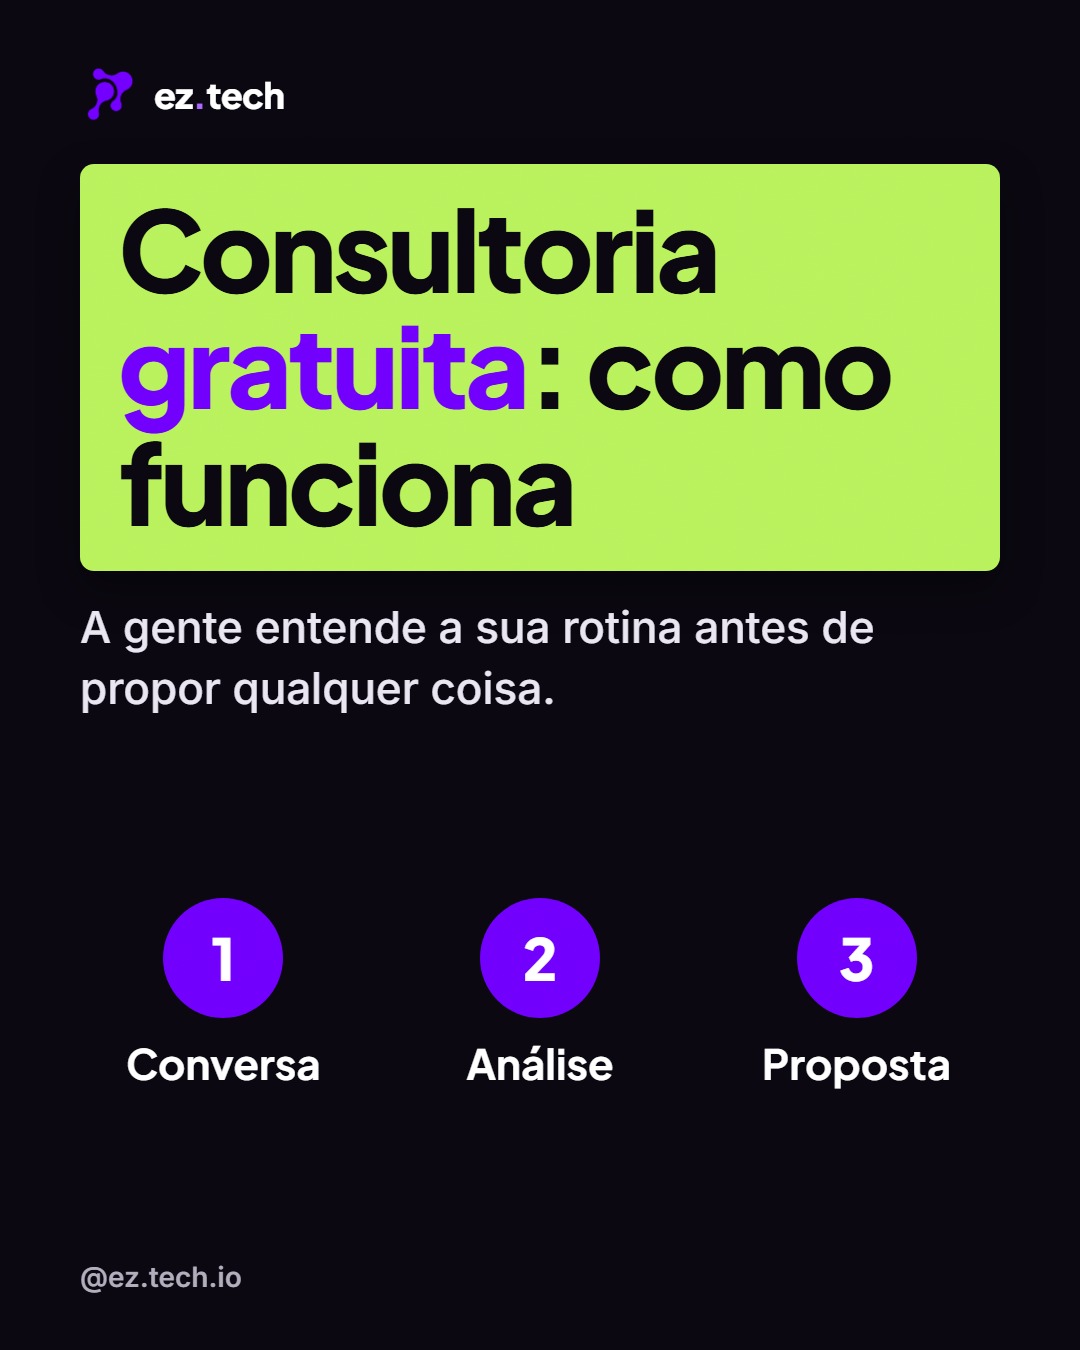 ez.tech
Consultoria
gratuita: como
funciona
A gente entende a sua rotina antes de
propor qualquer coisa.
1
2
3
Conversa
Análise
Proposta
@ez.tech.io